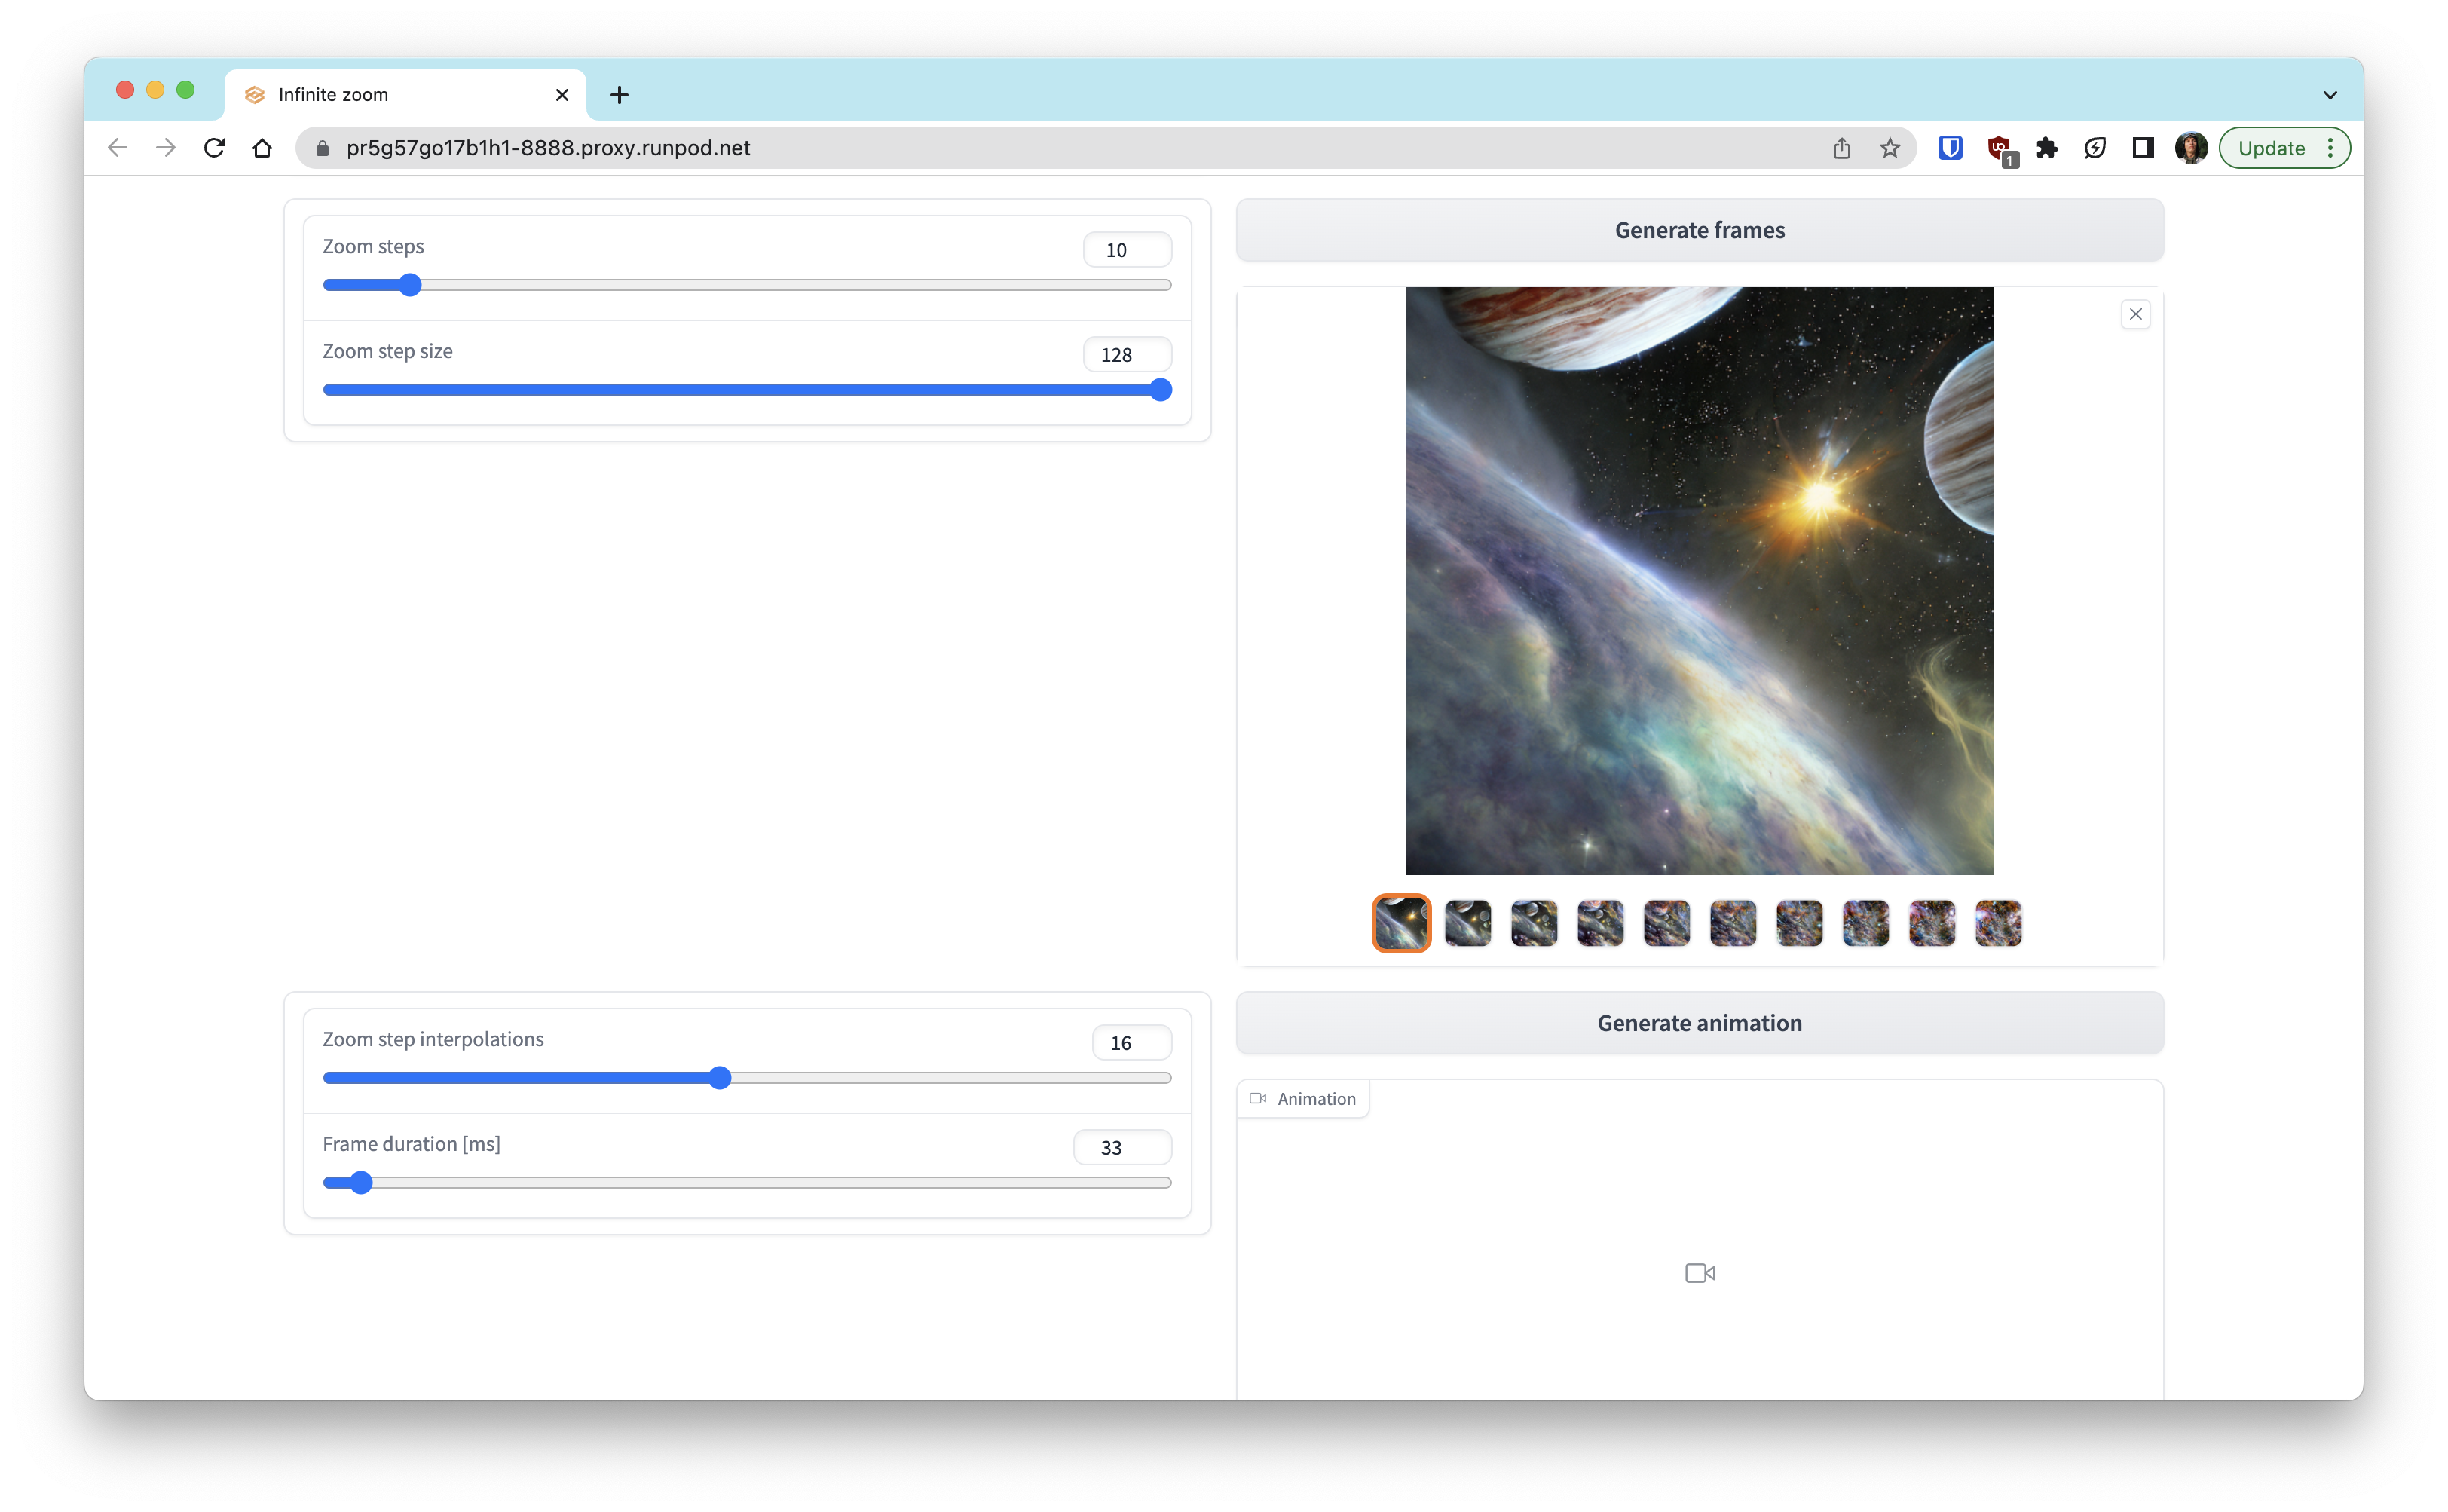 Infinite zoom
pr5g57go17b1h1-8888.proxy.runpod.net
1
Update
Zoom steps
10
Zoom step size
128
Generate frames
Zoom step interpolations
16
Frame duration [ms]
33
Generate animation
Animation